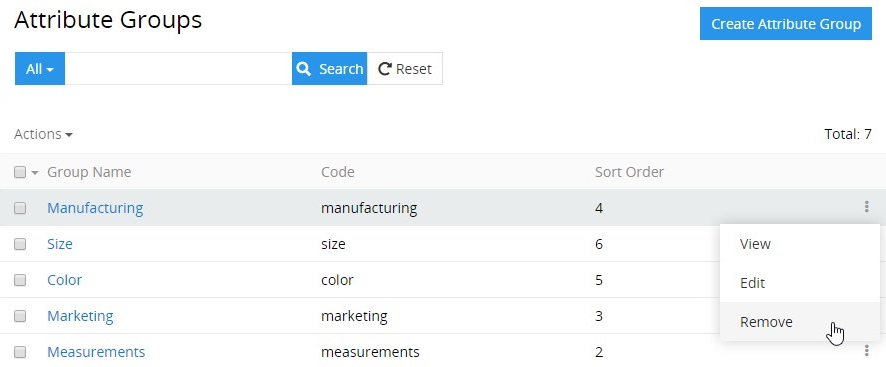 Attribute Groups
Create Attribute Group
All
Search
Reset
Actions
Total: 7
Group Name Code Sort Order
Manufacturing manufacturing 4
Size size 6
View
Color color 5
Edit
Marketing marketing 3
Remove
Measurements measurements 2